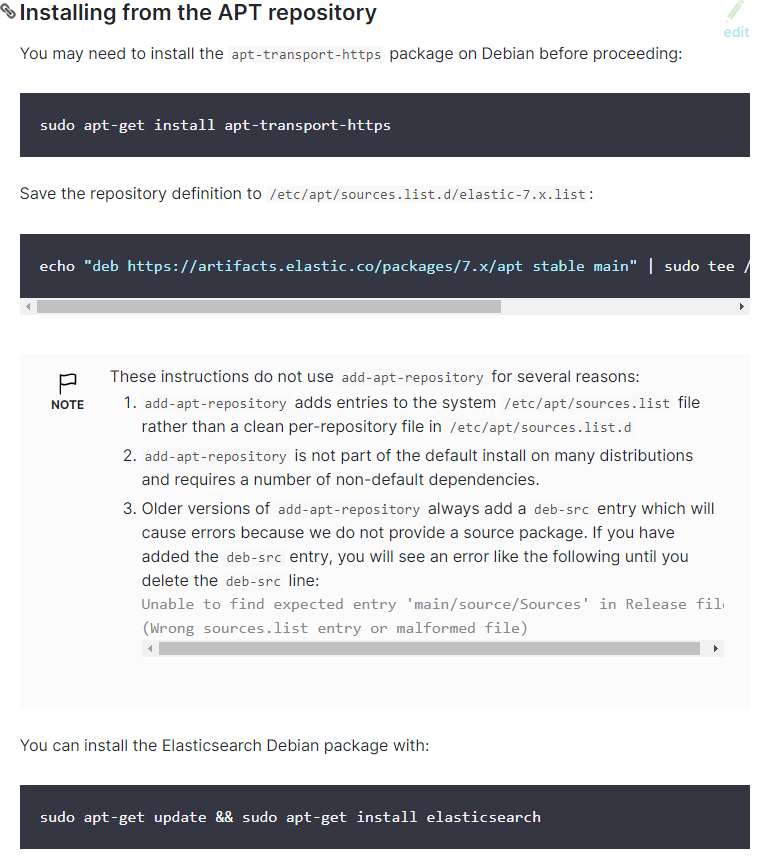 Installing from the APT repository
edit
You may need to install the apt-transport-https package on Debian before proceeding:
sudo apt-get install apt-transport-https
Save the repository definition to /etc/apt/sources.list.d/elastic-7.x.list:
echo "deb https://artifacts.elastic.co/packages/7.x/apt stable main" | sudo tee /
NOTE
These instructions do not use add-apt-repository for several reasons:
1. add-apt-repository adds entries to the system /etc/apt/sources.list file
rather than a clean per-repository file in /etc/apt/sources.list.d
2. add-apt-repository is not part of the default install on many distributions
and requires a number of non-default dependencies.
3. Older versions of add-apt-repository always add a deb-src entry which will
cause errors because we do not provide a source package. If you have
added the deb-src entry, you will see an error like the following until you
delete the deb-src line:
Unable to find expected entry 'main/source/Sources' in Release fil
(Wrong sources.list entry or malformed file)
You can install the Elasticsearch Debian package with:
sudo apt-get update && sudo apt-get install elasticsearch